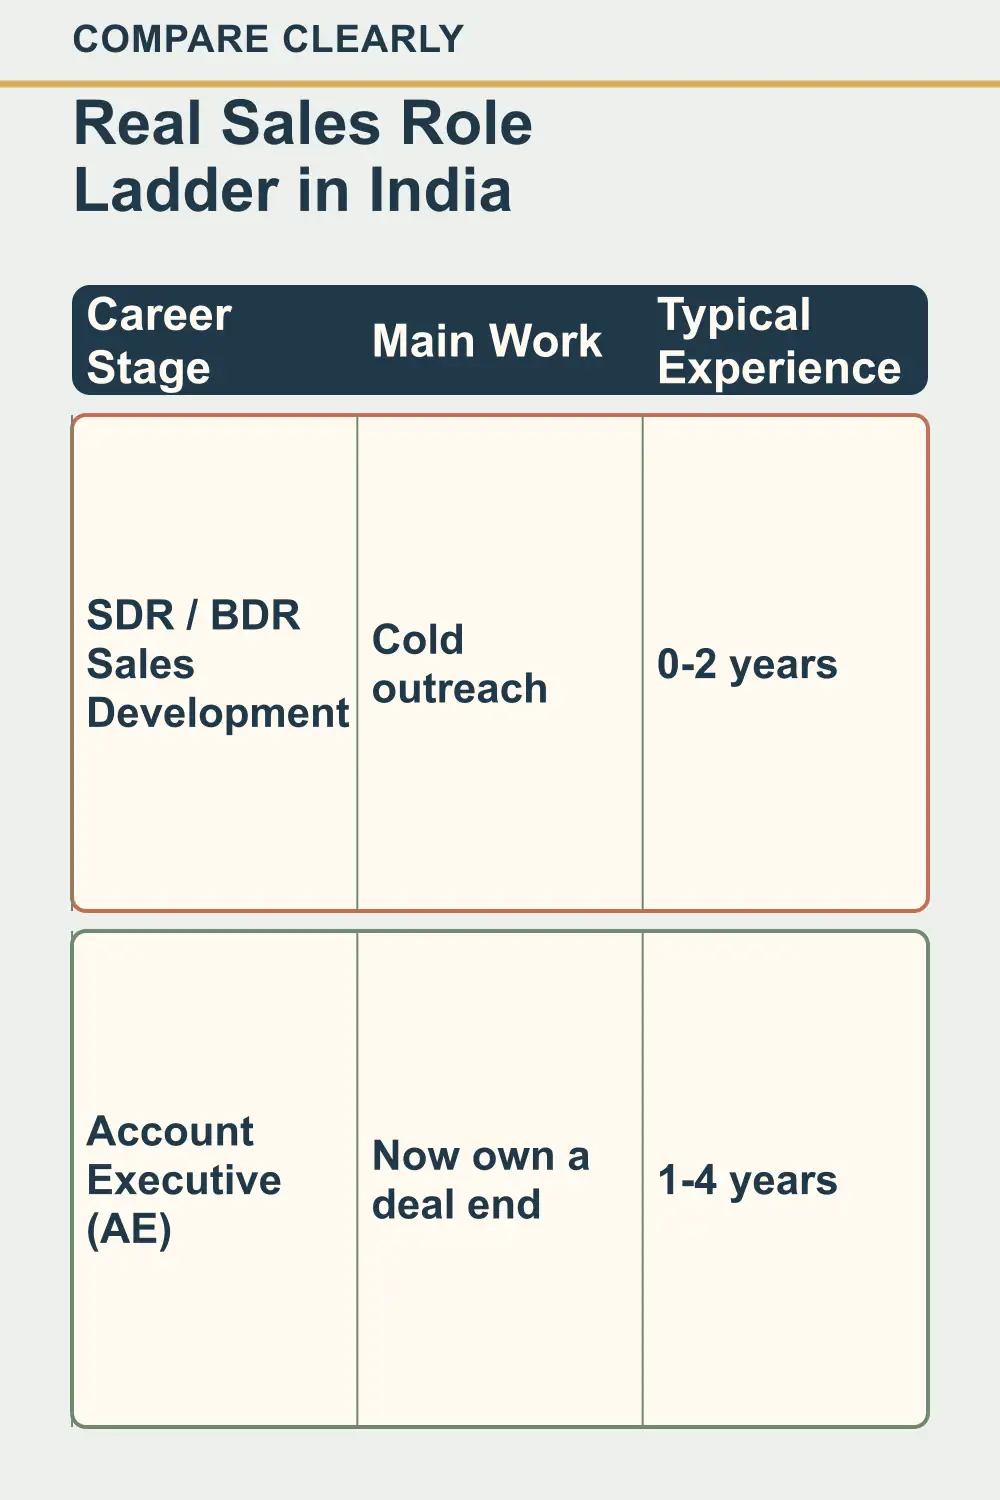 COMPARE CLEARLY
Real Sales Role
Ladder in India
Career
Stage
Main Work
Typical
Experience
SDR / BDR
Sales
Development
Cold
outreach
0-2 years
Account
Executive
(AE)
Now own a
deal end
1-4 years